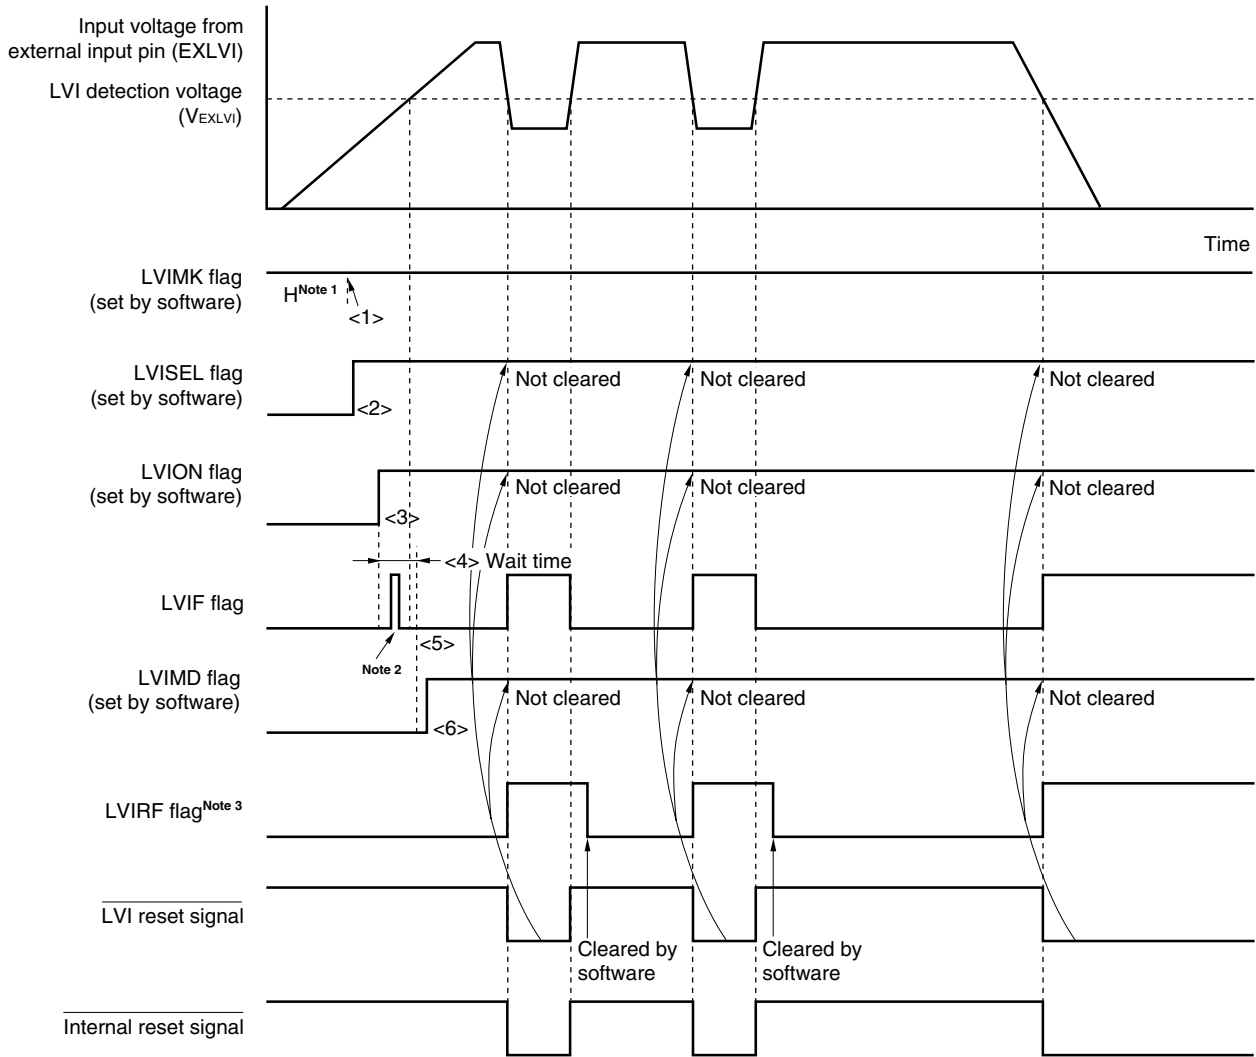 Input voltage from
external input pin (EXLVI)
LVI detection voltage
(VEXLVI)
Time
LVIMK flag
(set by software)
HNote 1
<1>
LVISEL flag
(set by software)
<2>
Not cleared
Not cleared
Not cleared
LVION flag
(set by software)
<3>
Not cleared
Not cleared
Not cleared
<4> Wait time
LVIF flag
Note 2
<5>
LVIMD flag
(set by software)
<6>
Not cleared
Not cleared
Not cleared
LVIRF flagNote 3
LVI reset signal
Cleared by
software
Cleared by
software
Internal reset signal